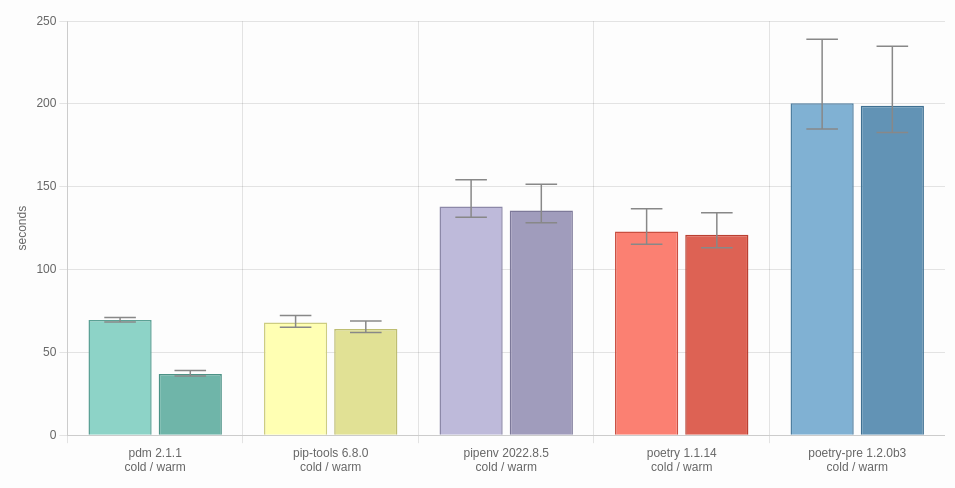 250
200
150
100
50
0
seconds
pdm 2.1.1
cold / warm
pip-tools 6.8.0
cold / warm
pipenv 2022.8.5
cold / warm
poetry 1.1.14
cold / warm
poetry-pre 1.2.0b3
cold / warm